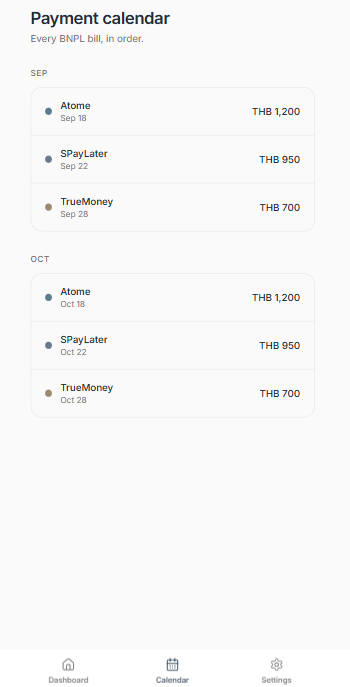 Payment calendar
Every BNPL bill, in order.
SEP
Atome
Sep 18
THB 1,200
SPayLater
Sep 22
THB 950
TrueMoney
Sep 28
THB 700
OCT
Atome
Oct 18
THB 1,200
SPayLater
Oct 22
THB 950
TrueMoney
Oct 28
THB 700
Dashboard
Calendar
Settings